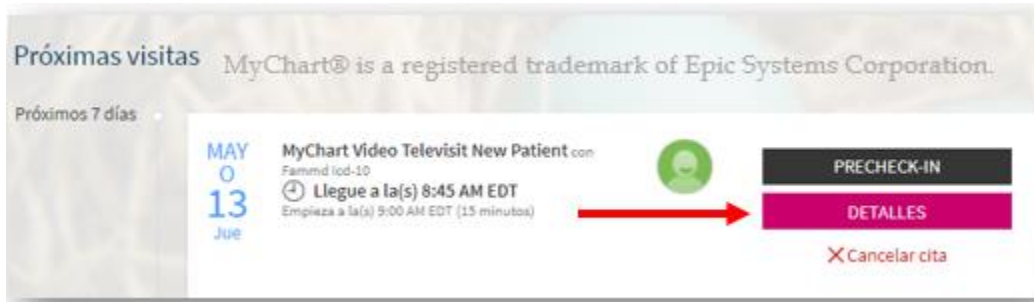 Próximas visitas
MyChart® is a registered trademark of Epic Systems Corporation.
Próximos 7 días
MAY
O
13
Jue
MyChart Video Televisit New Patient con
Fammd icd-10
Llegue a la(s) 8:45 AM EDT
Empieza a la(s) 9:00 AM EDT (15 minutos)
PRECHECK-IN
DETALLES
Cancelar cita